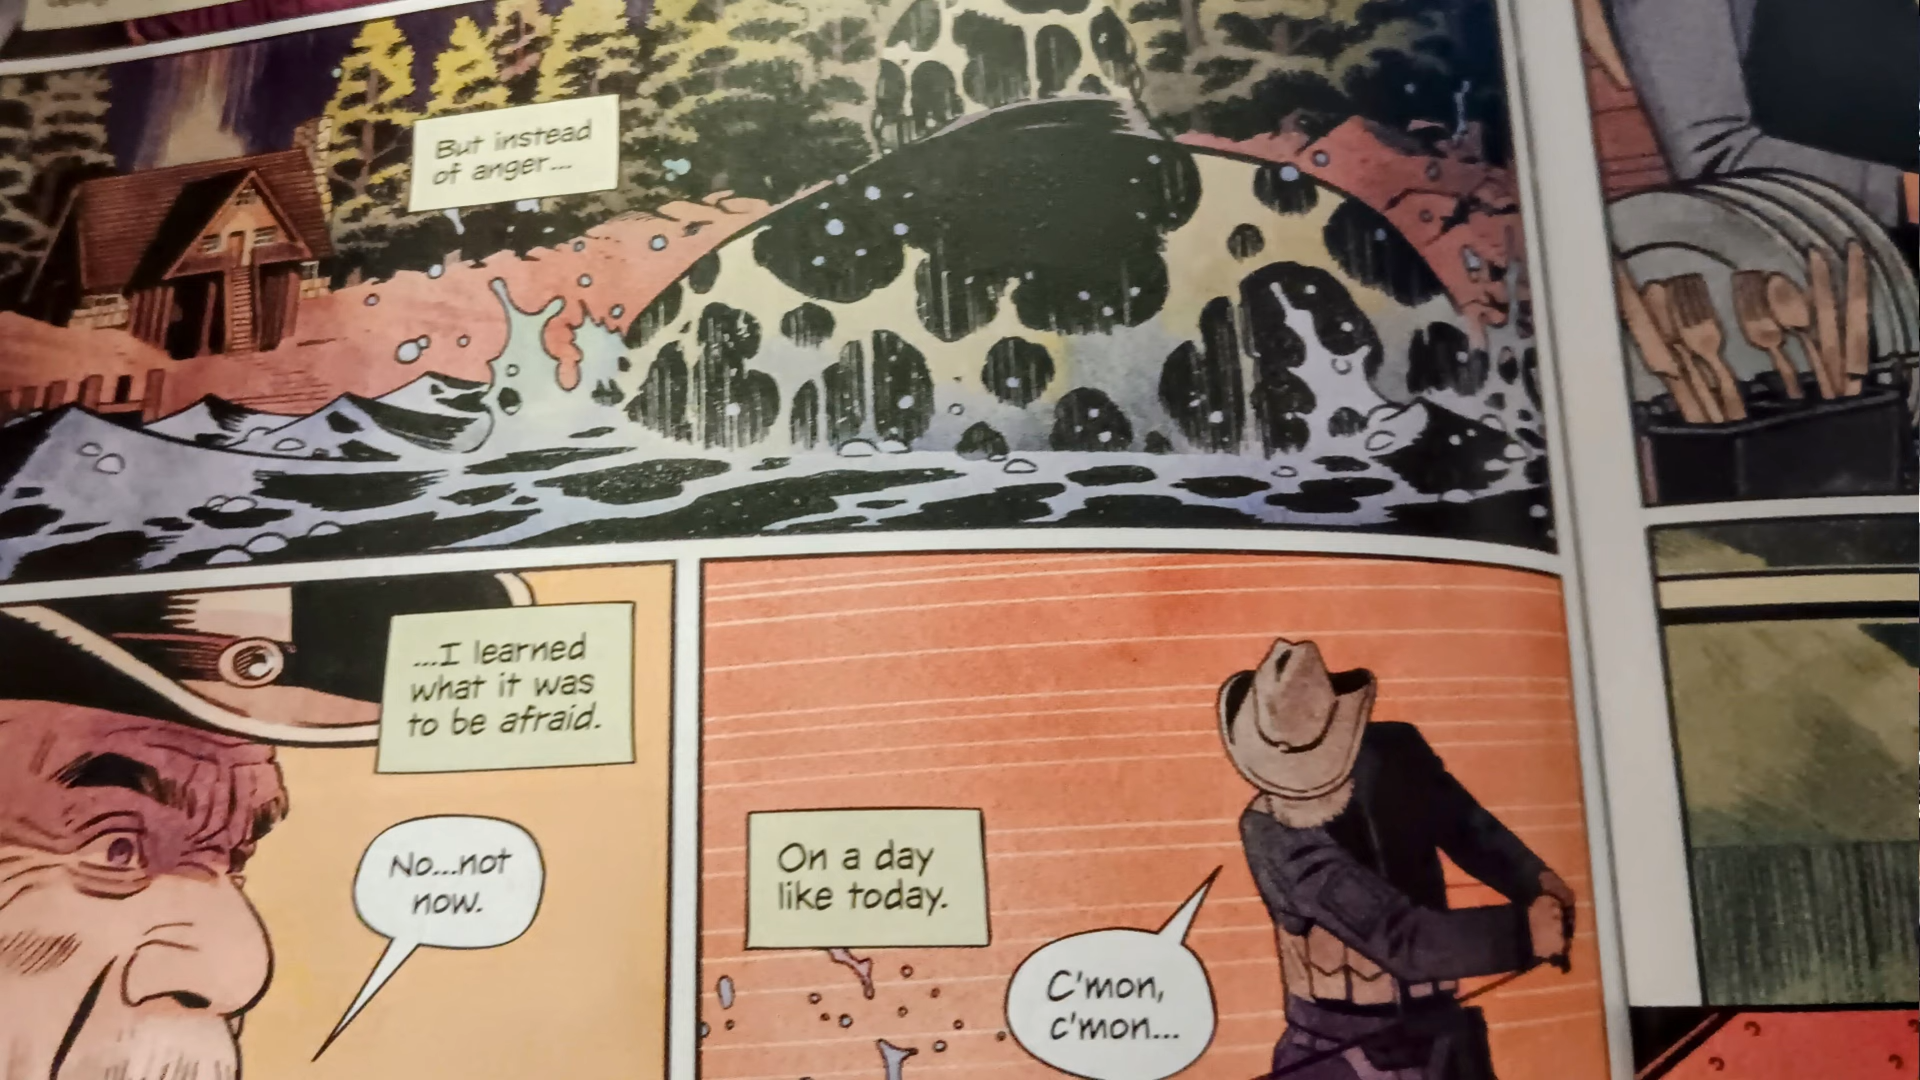 But instead
of anger...
...I learned
what it was
to be afraid.
No...not
now.
On a day
like today.
C'mon,
c'mon...